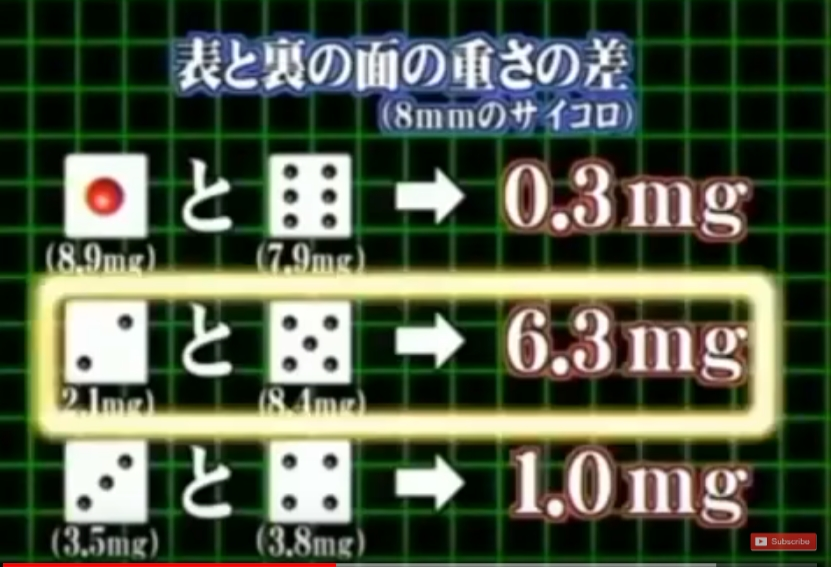 表と裏の面の重さの差
(8mmのサイコロ)
と → 0.3mg
(8.9mg) (7.9mg)
と → 6.3mg
2.1mg) (8.4mg)
と → 1.0mg
(3.5mg) (3.8mg)
Subscribe